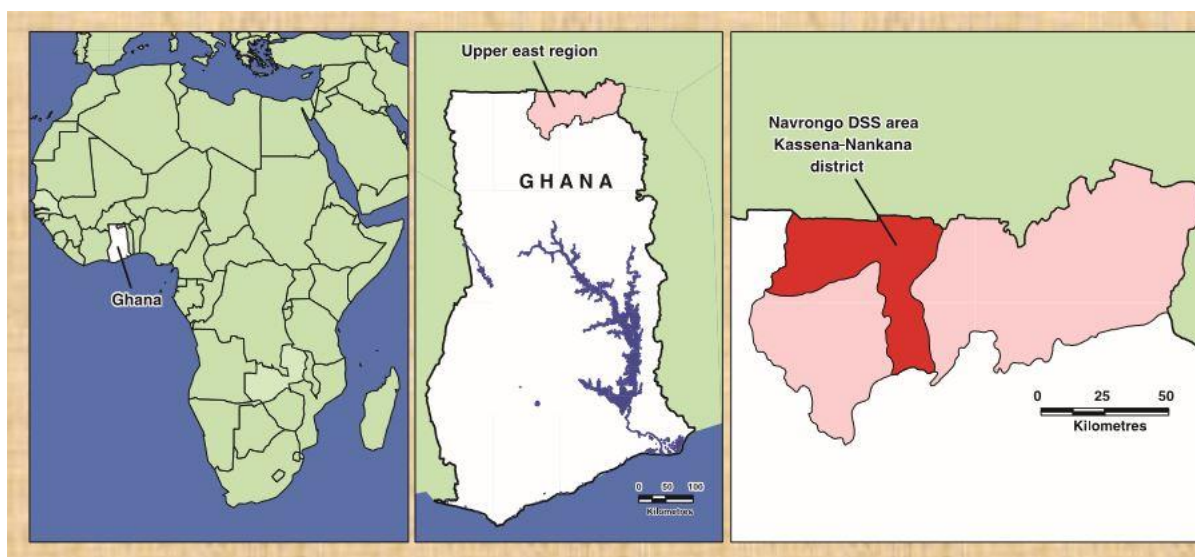 Ghana
Upper east region
GHANA
0 50 100
Kilometres
Navrongo DSS area
Kassena-Nankana
district
0 25 50
Kilometres